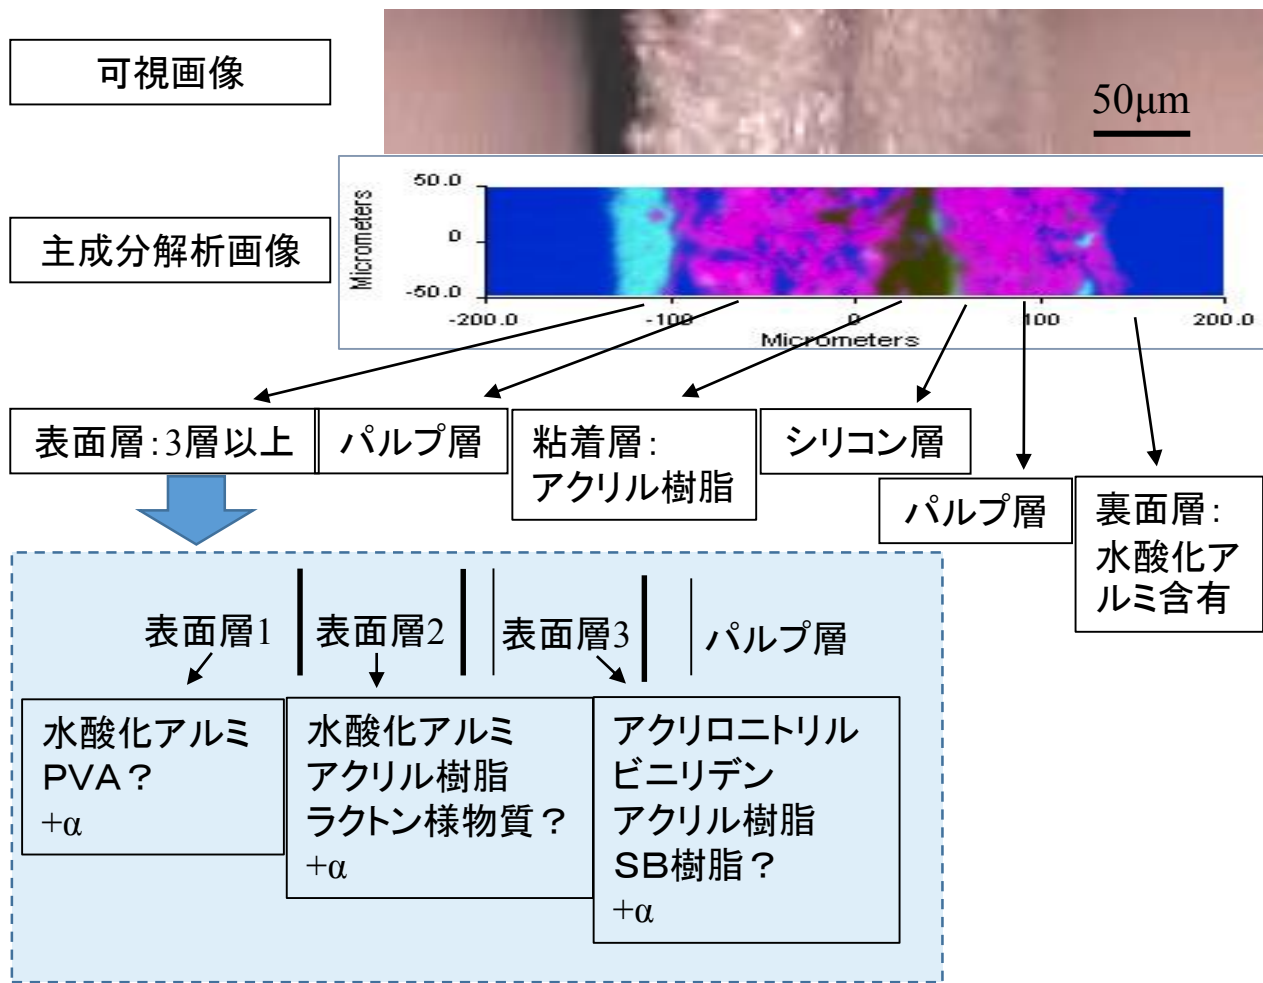 可視画像
50μm
主成分解析画像
Micrometers
50.0
0
-50.0
-200.0
-100
0
100
200.0
Micrometers
表面層：3層以上
パルプ層
粘着層：
アクリル樹脂
シリコン層
パルプ層
裏面層：
水酸化ア
ルミ含有
表面層1
表面層2
表面層3
パルプ層
水酸化アルミ
PVA？
+α
水酸化アルミ
アクリル樹脂
ラクトン様物質？
+α
アクリロニトリル
ビニリデン
アクリル樹脂
SB樹脂？
+α